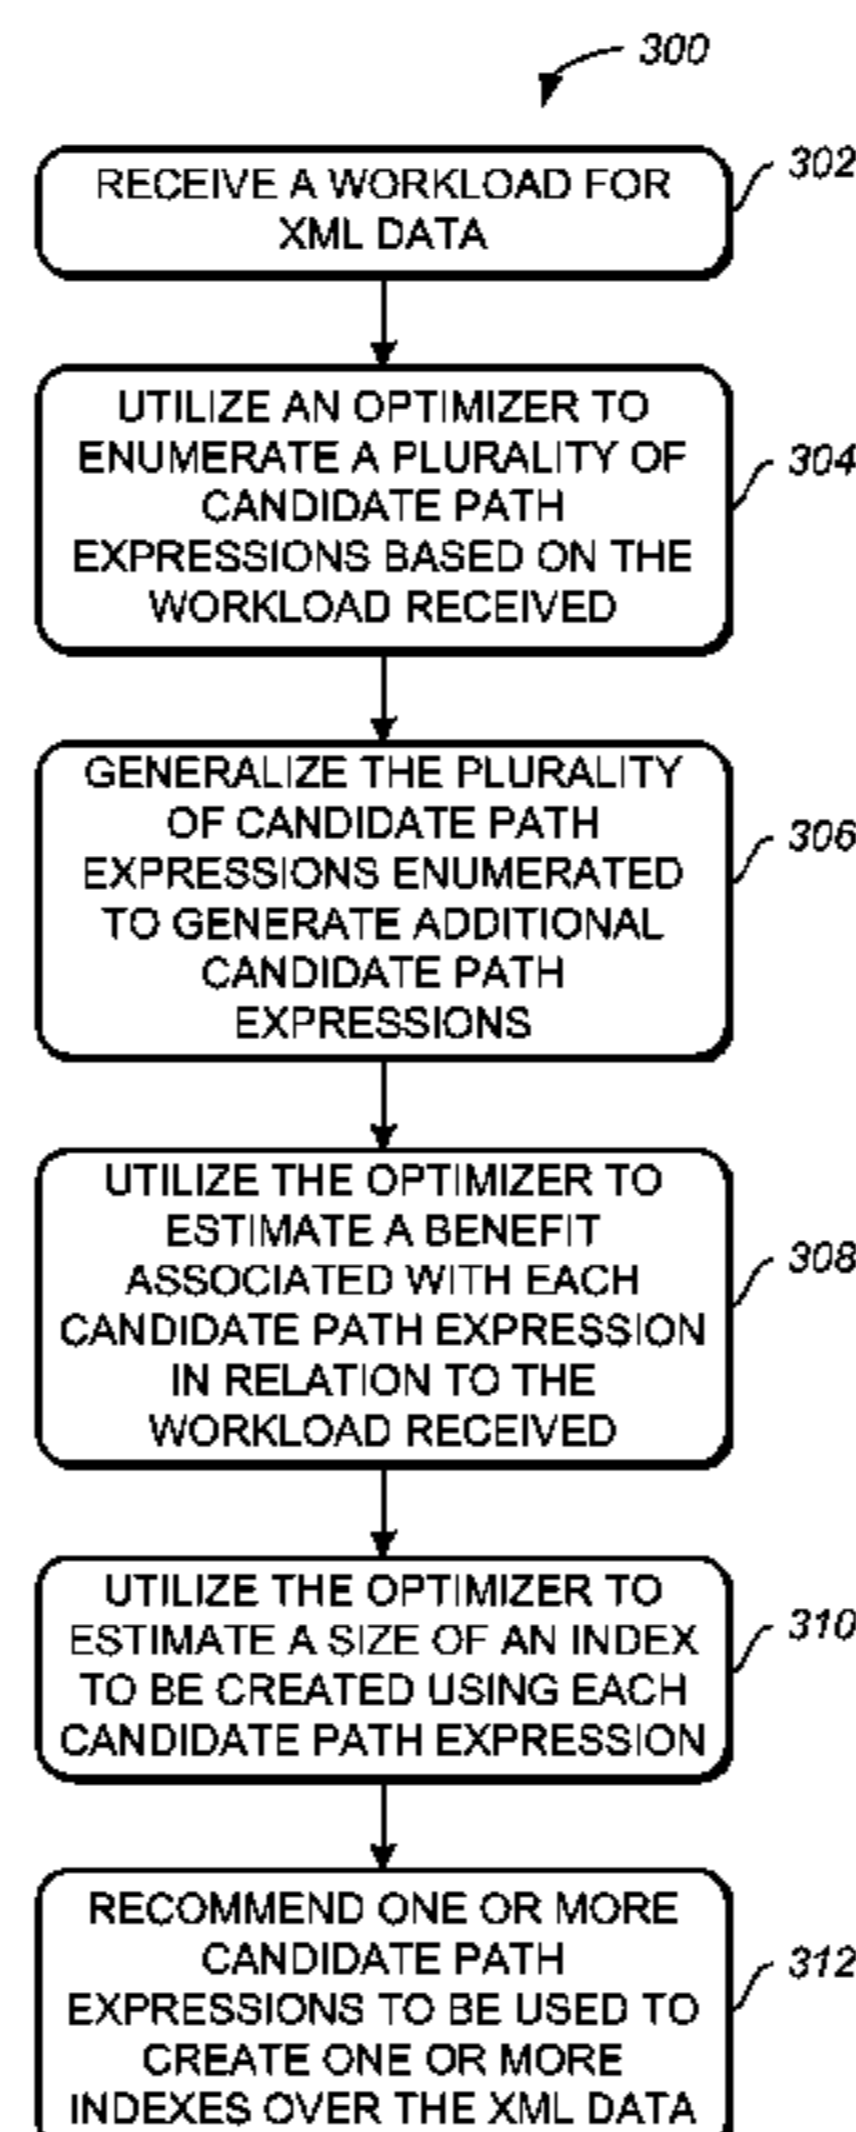 300
RECEIVE A WORKLOAD FOR
XML DATA
302
UTILIZE AN OPTIMIZER TO
ENUMERATE A PLURALITY OF
CANDIDATE PATH
EXPRESSIONS BASED ON THE
WORKLOAD RECEIVED
304
GENERALIZE THE PLURALITY
OF CANDIDATE PATH
EXPRESSIONS ENUMERATED
TO GENERATE ADDITIONAL
CANDIDATE PATH
EXPRESSIONS
306
UTILIZE THE OPTIMIZER TO
ESTIMATE A BENEFIT
ASSOCIATED WITH EACH
CANDIDATE PATH EXPRESSION
IN RELATION TO THE
WORKLOAD RECEIVED
308
UTILIZE THE OPTIMIZER TO
ESTIMATE A SIZE OF AN INDEX
TO BE CREATED USING EACH
CANDIDATE PATH EXPRESSION
310
RECOMMEND ONE OR MORE
CANDIDATE PATH
EXPRESSIONS TO BE USED TO
CREATE ONE OR MORE
INDEXES OVER THE XML DATA
312